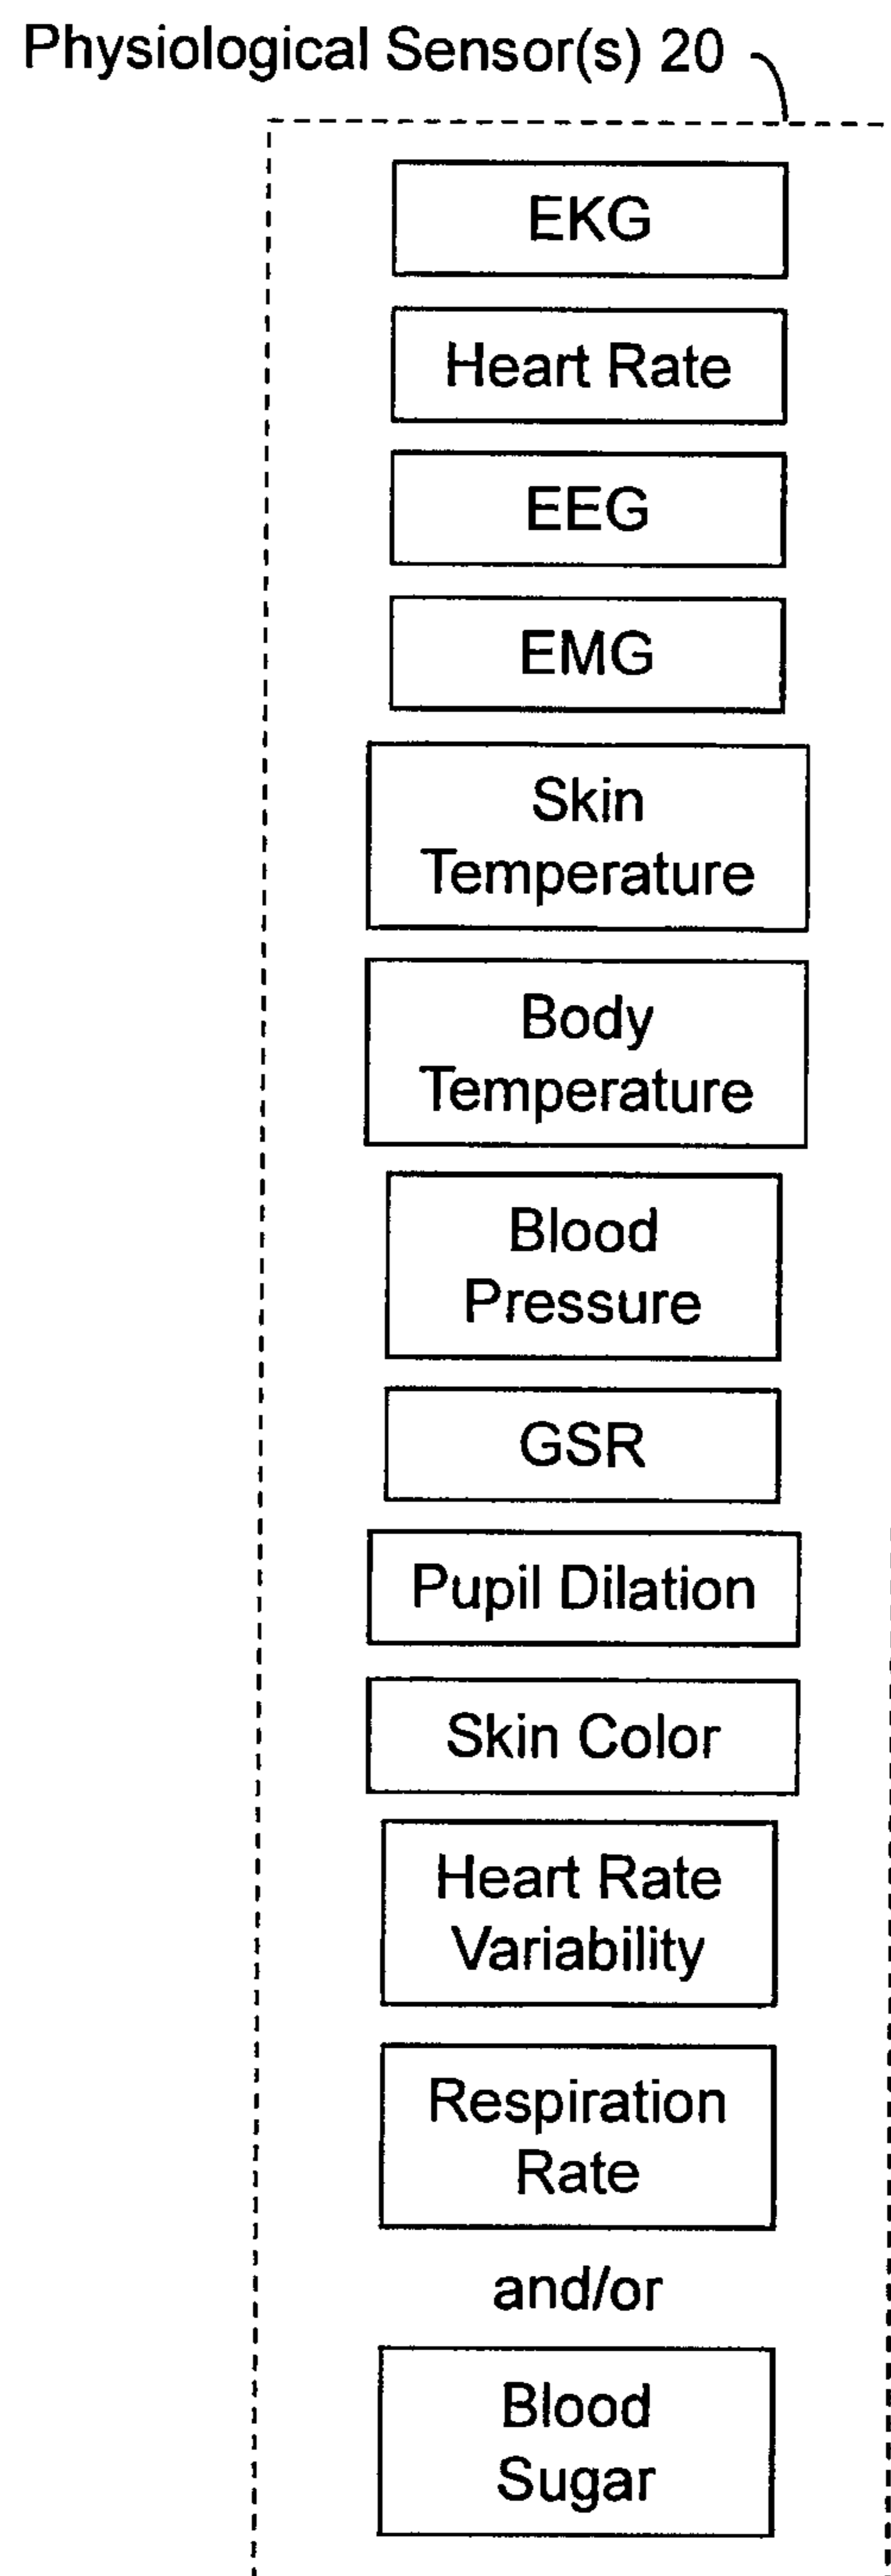 Physiological Sensor(s) 20
EKG
Heart Rate
EEG
EMG
Skin
Temperature
Body
Temperature
Blood
Pressure
GSR
Pupil Dilation
Skin Color
Heart Rate
Variability
Respiration
Rate
and/or
Blood
Sugar